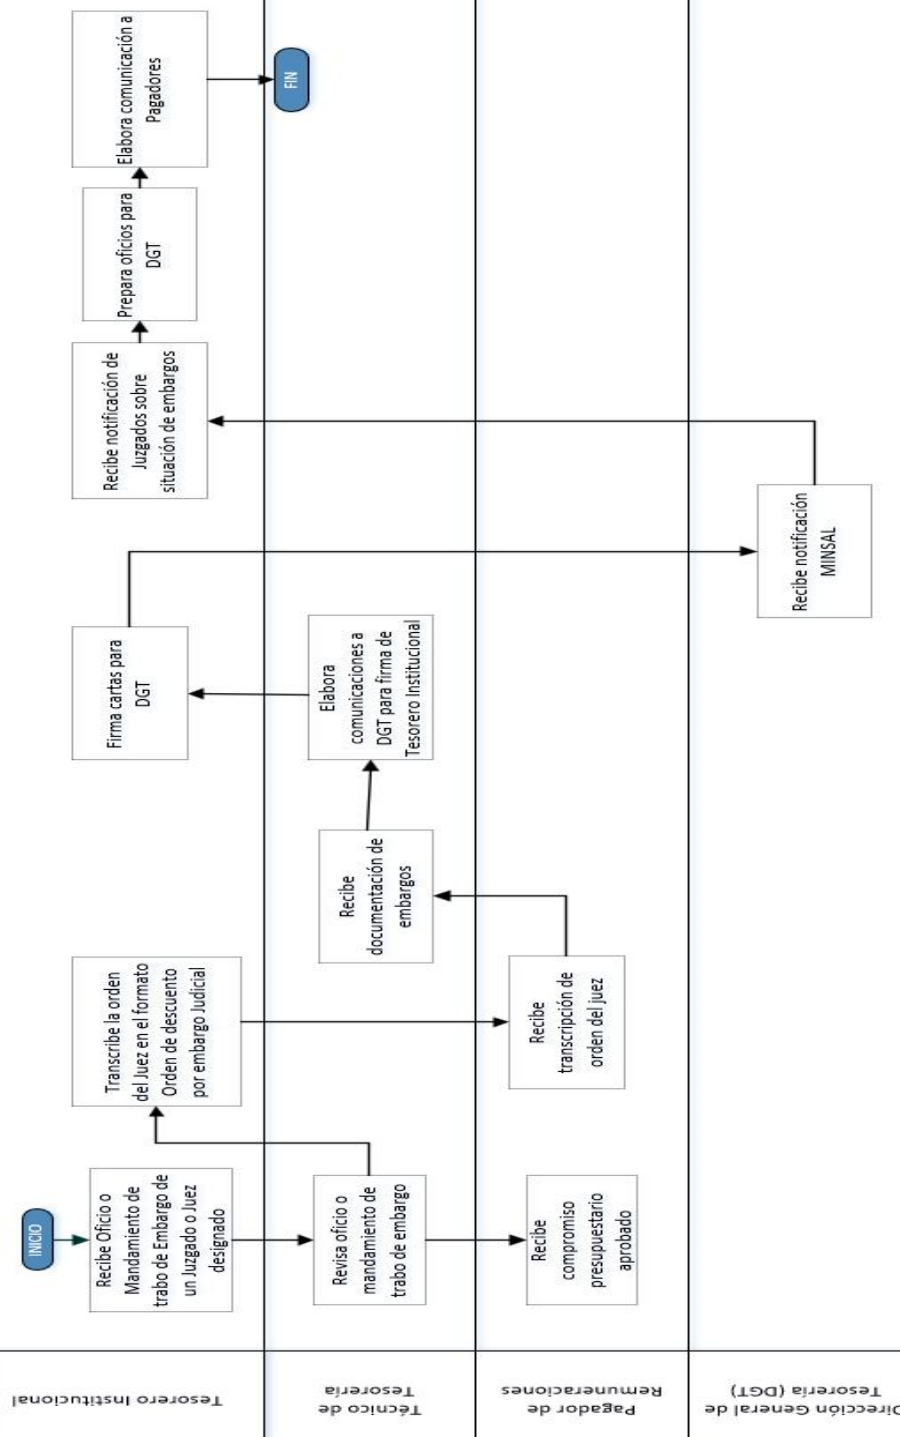 Tesorero Institucional
INICIO
Recibe Oficio o
Mandamiento de
trabo de Embargo de
un Juzgado o Juez
designado
Transcribe la orden
del Juez en el formato
Orden de descuento
por embargo Judicial
Firma cartas para
DGT
Recibe notificación de
Juzgados sobre
situación de embargos
Prepara oficios para
DGT
Elabora comunicación a
Pagadores
Técnico de
Tesorería
Revisa oficio o
mandamiento de
trabo de embargo
Recibe
documentación de
embargos
Elabora
comunicaciones a
DGT para firma de
Tesorero Institucional
FIN
Pagador de
Remuneraciones
Recibe
compromiso
presupuestario
aprobado
Recibe
transcripción de
orden del juez
Dirección General de
Tesorería (DGT)
Recibe notificación
MINSAL